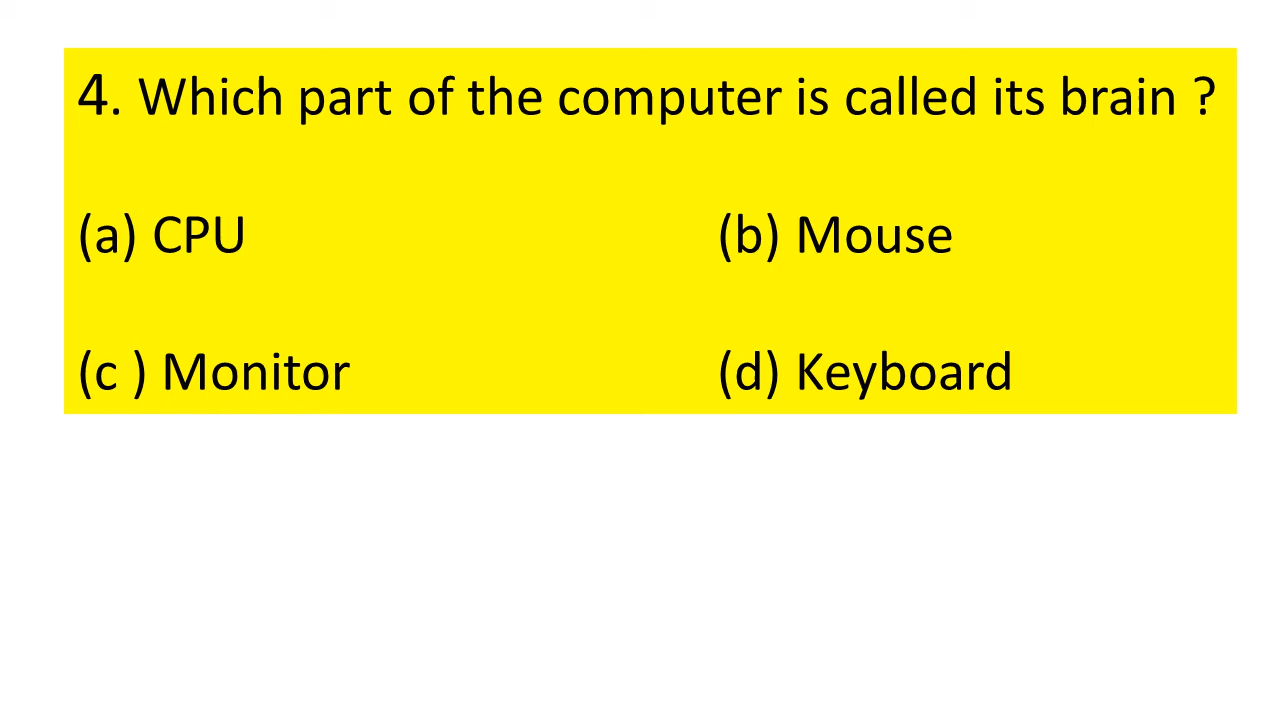 4. Which part of the computer is called its brain ?
(a) CPU (b) Mouse
(c ) Monitor (d) Keyboard